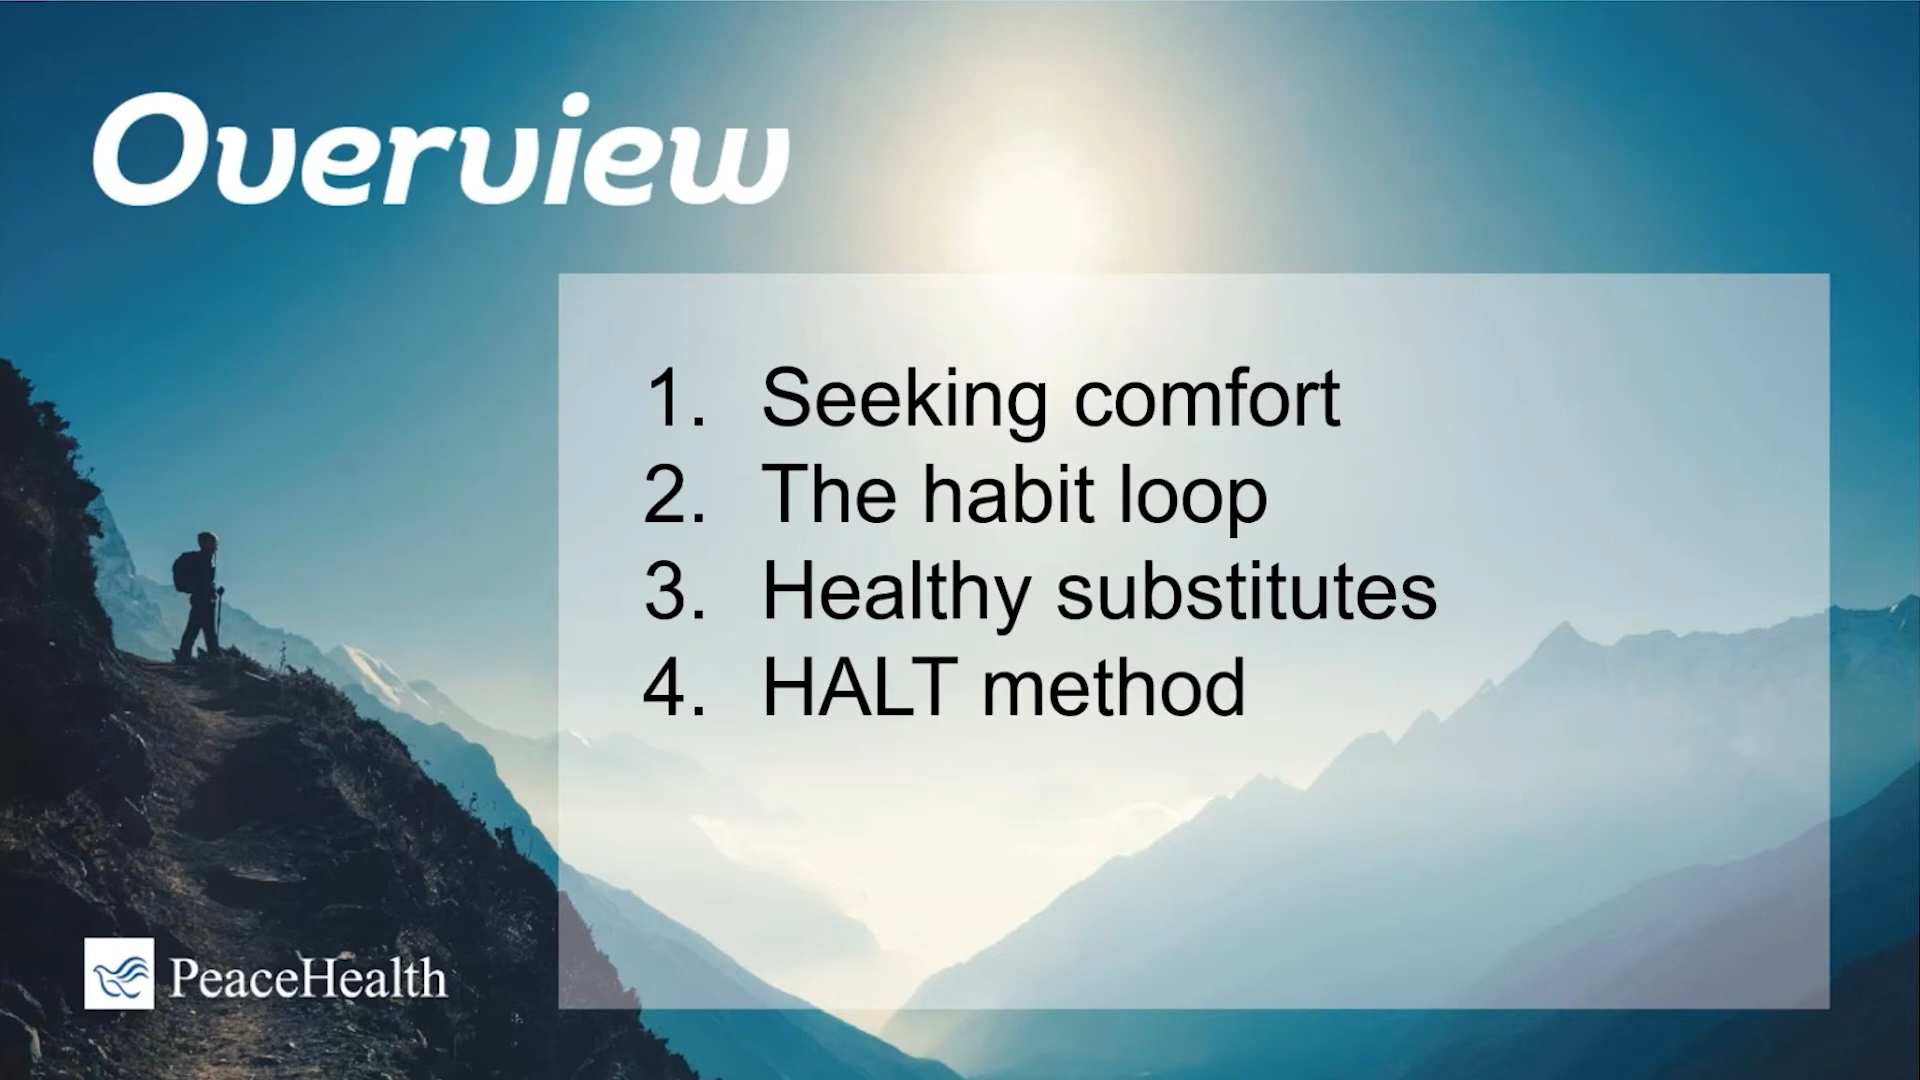 Overview
1. Seeking comfort
2. The habit loop
3. Healthy substitutes
4. HALT method
PeaceHealth